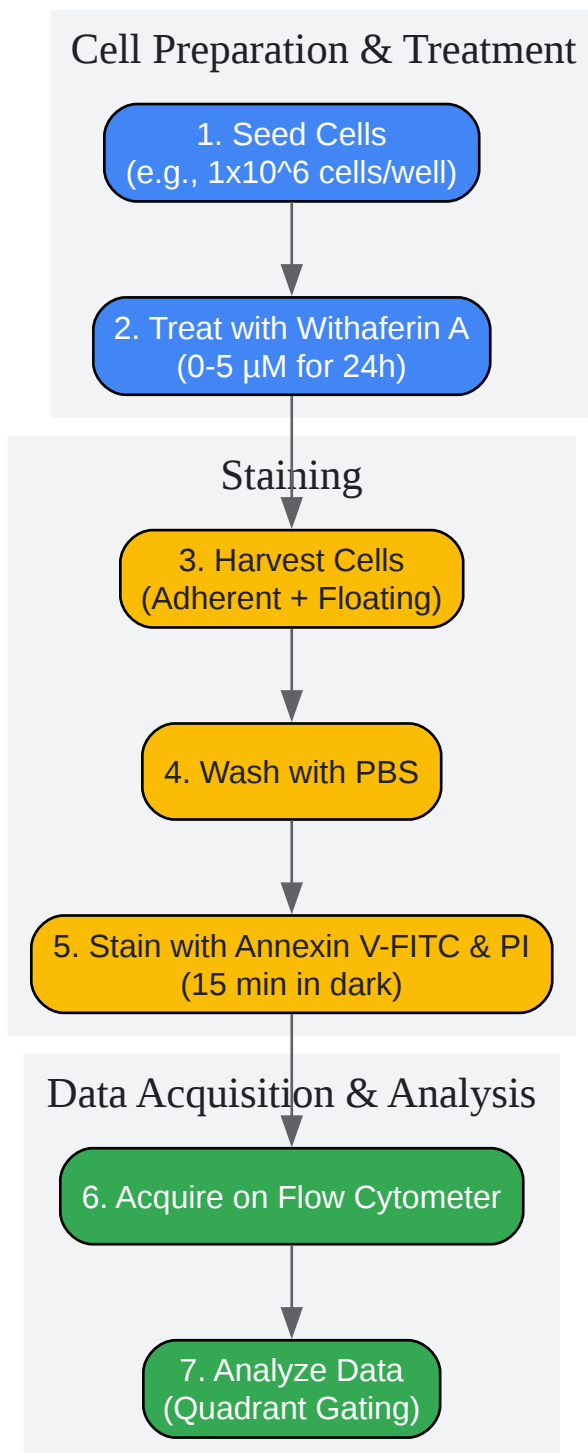 Cell Preparation & Treatment
1. Seed Cells
(e.g., 1x10^6 cells/well)
2. Treat with Withaferin A
(0-5 µM for 24h)
Staining
3. Harvest Cells
(Adherent + Floating)
4. Wash with PBS
5. Stain with Annexin V-FITC & PI
(15 min in dark)
Data Acquisition & Analysis
6. Acquire on Flow Cytometer
7. Analyze Data
(Quadrant Gating)